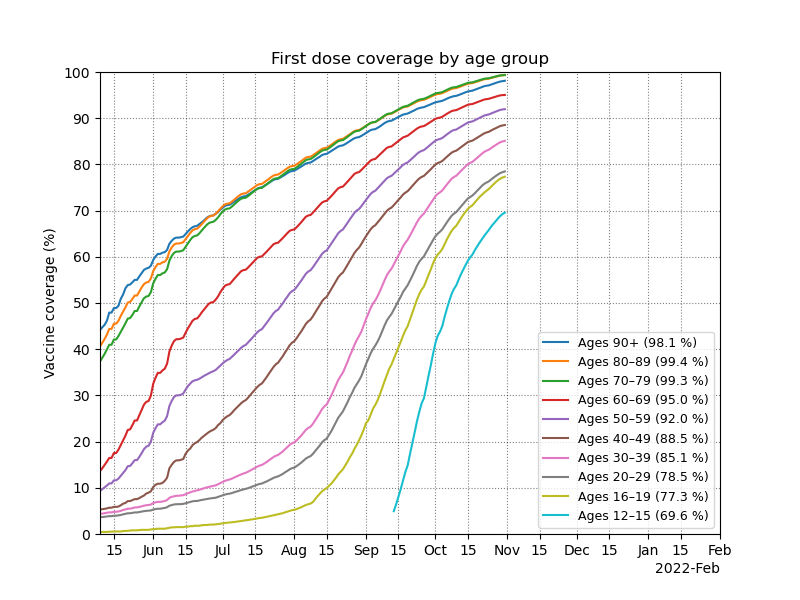 First dose coverage by age group
Vaccine coverage (%)
100
90
80
70
60
50
40
30
20
10
0
Ages 90+ (98.1 %)
Ages 80–89 (99.4 %)
Ages 70–79 (99.3 %)
Ages 60–69 (95.0 %)
Ages 50–59 (92.0 %)
Ages 40–49 (88.5 %)
Ages 30–39 (85.1 %)
Ages 20–29 (78.5 %)
Ages 16–19 (77.3 %)
Ages 12–15 (69.6 %)
15 Jun 15 Jul 15 Aug 15 Sep 15 Oct 15 Nov 15 Dec 15 Jan 15 Feb
2022-Feb